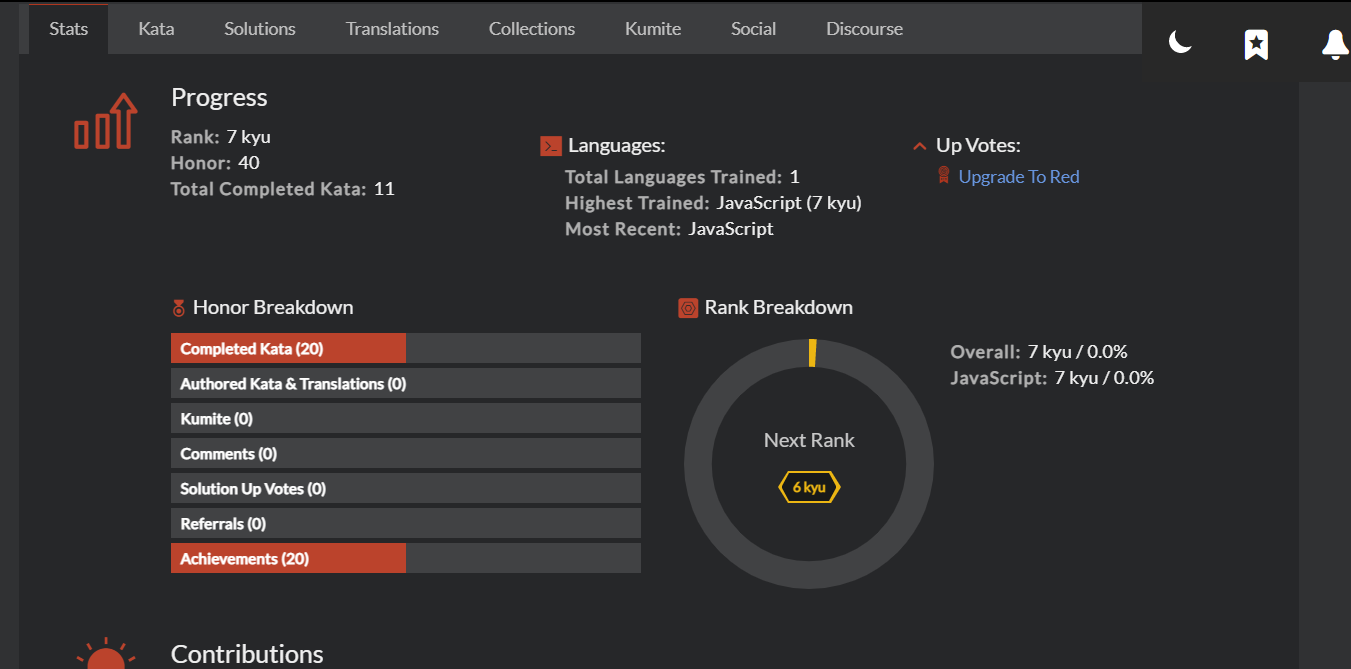 Stats Kata Solutions Translations Collections Kumite Social Discourse
Progress
Rank: 7 kyu
Honor: 40
Total Completed Kata: 11
Languages:
Total Languages Trained: 1
Highest Trained: JavaScript (7 kyu)
Most Recent: JavaScript
Up Votes:
Upgrade To Red
Honor Breakdown
Completed Kata (20)
Authored Kata & Translations (0)
Kumite (0)
Comments (0)
Solution Up Votes (0)
Referrals (0)
Achievements (20)
Rank Breakdown
Next Rank
6 kyu
Overall: 7 kyu / 0.0%
JavaScript: 7 kyu / 0.0%
Contributions